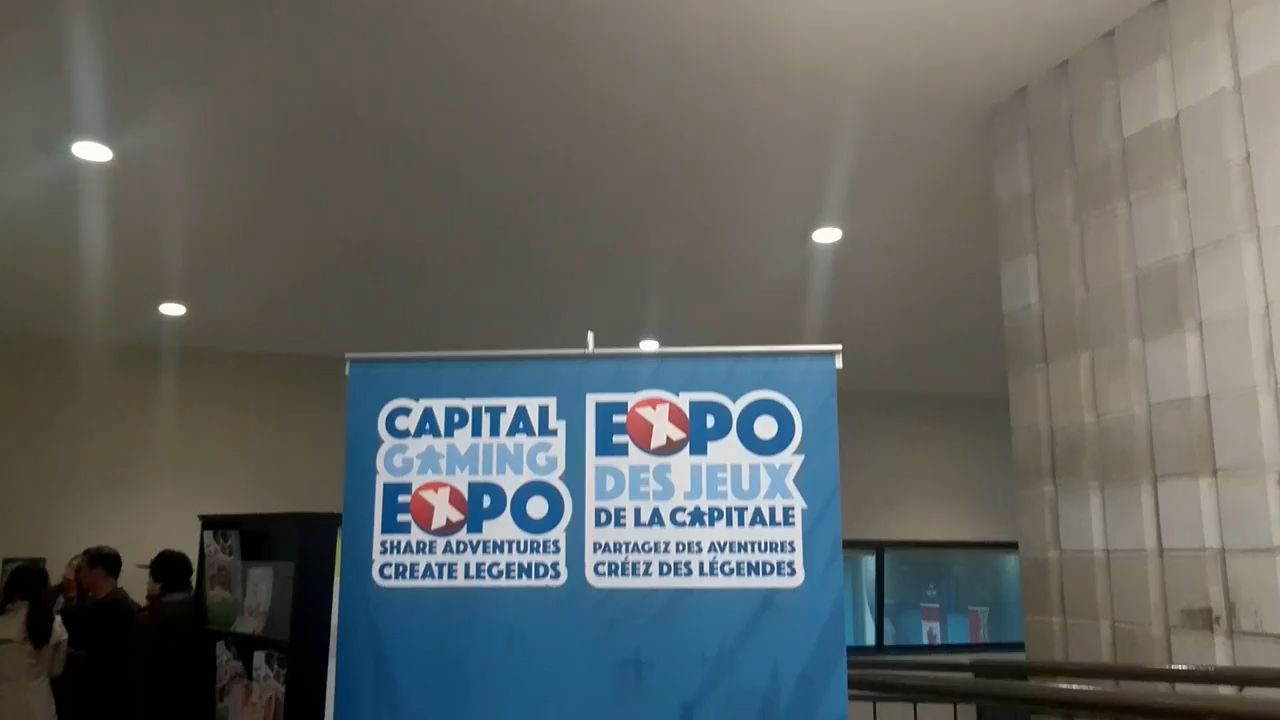 CAPITAL
GAMING
EXPO
SHARE ADVENTURES
CREATE LEGENDS
EXPO
DES JEUX
DE LA CAPITALE
PARTAGEZ DES AVENTURES
CRÉEZ DES LÉGENDES